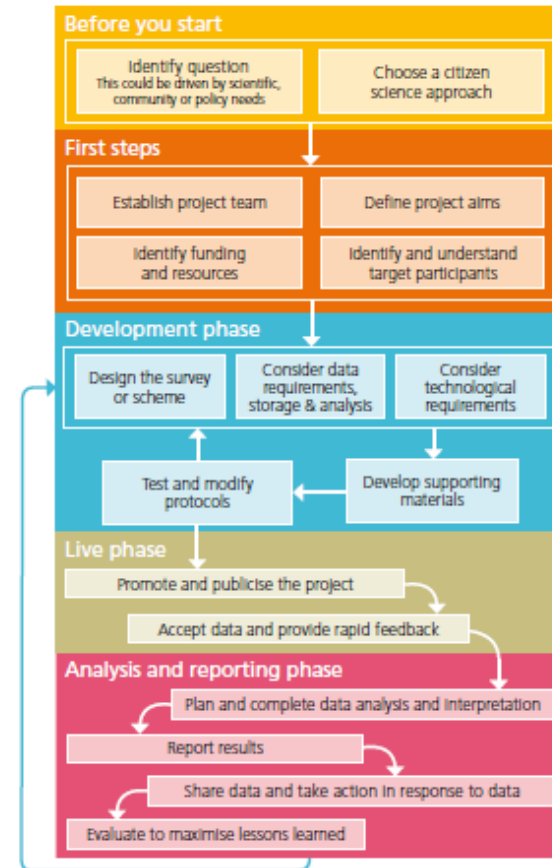 Before you start
Identify question
This could be driven by scientific,
community or policy needs
Choose a citizen
science approach
First steps
Establish project team
Define project aims
Identify funding
and resources
Identify and understand
target participants
Development phase
Design the survey
or scheme
Consider data
requirements,
storage & analysis
Consider
technological
requirements
Test and modify
protocols
Develop supporting
materials
Live phase
Promote and publicise the project
Accept data and provide rapid feedback
Analysis and reporting phase
Plan and complete data analysis and interpretation
Report results
Share data and take action in response to data
Evaluate to maximise lessons learned